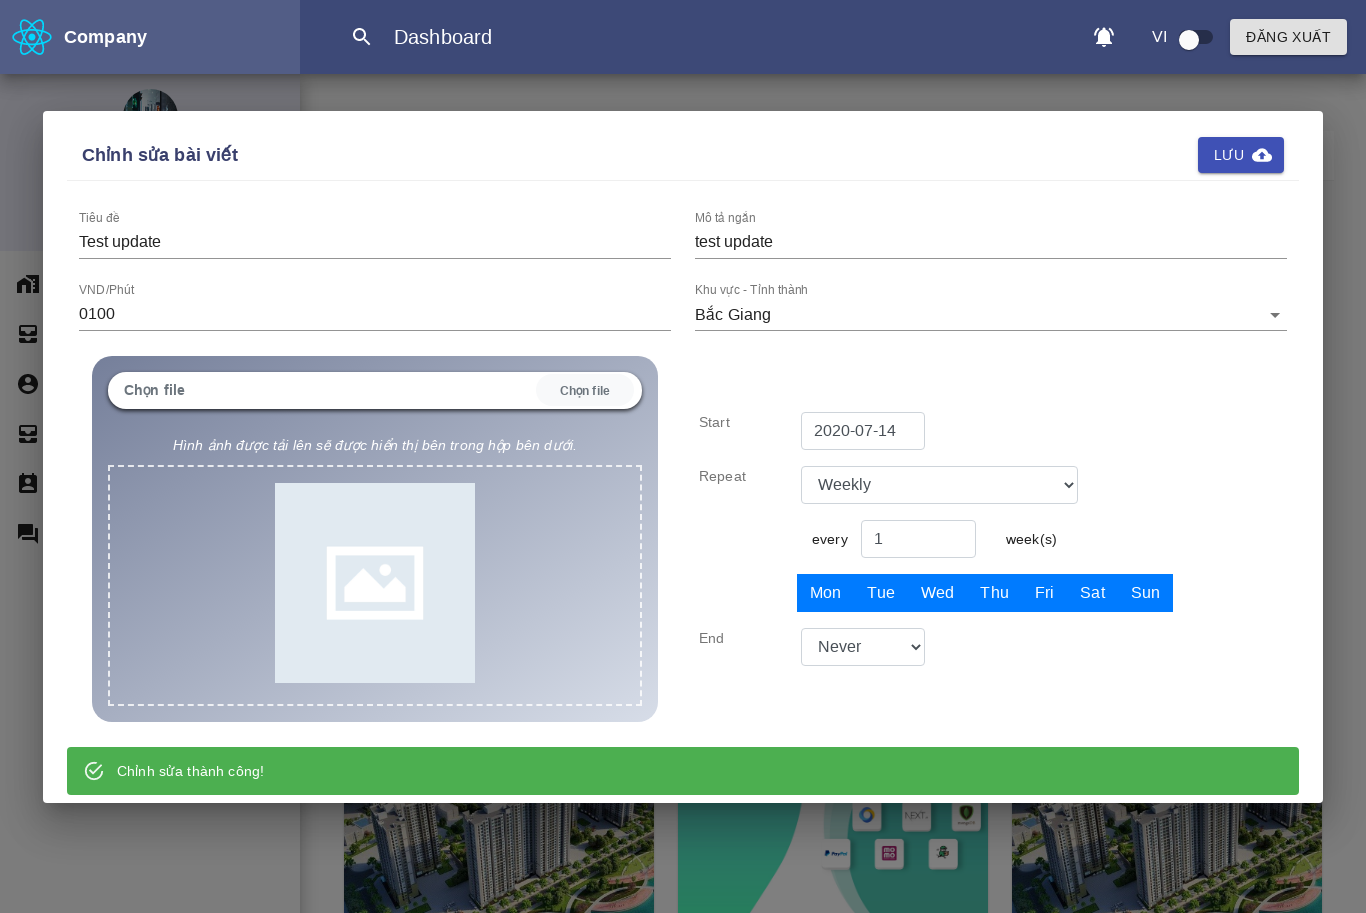 Company
Dashboard
VI
ĐĂNG XUẤT
Chỉnh sửa bài viết
LƯU
Tiêu đề
Test update
Mô tả ngắn
test update
VND/Phút
0100
Khu vực - Tỉnh thành
Bắc Giang
Chọn file
Chọn file
Hình ảnh được tải lên sẽ được hiển thị bên trong hộp bên dưới.
Start
2020-07-14
Repeat
Weekly
every
1
week(s)
Mon Tue Wed Thu Fri Sat Sun
End
Never
Chỉnh sửa thành công!
NEXT
PayPal